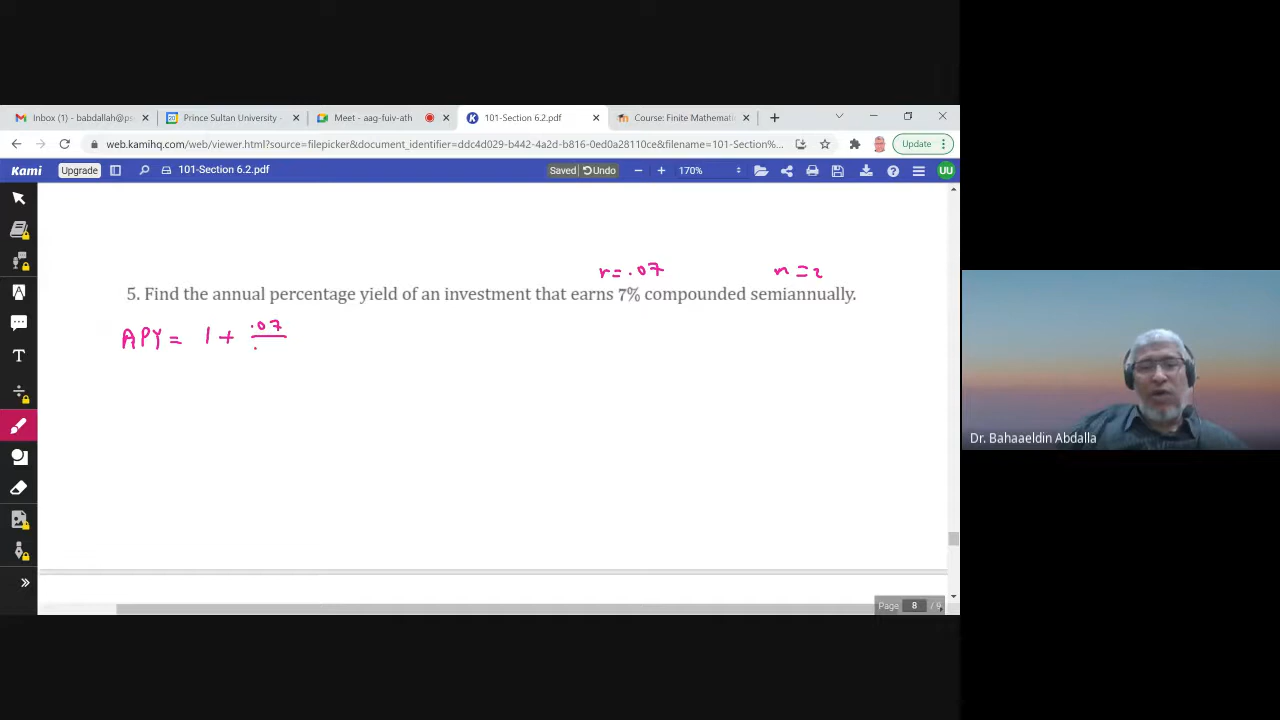 Inbox (1) - babdallah@ps
Prince Sultan University -
Meet - aag-fuiv-ath
101-Section 6.2.pdf
Course: Finite Mathemati
web.kamihq.com/web/viewer.html?source=filepicker&document_identifier=ddc4d029-b442-4a2d-b816-0ed0a28110ce&filename=101-Section%...
Update
Kami
Upgrade
101-Section 6.2.pdf
Saved
Undo
170%
UU
r=.07
n=2
5. Find the annual percentage yield of an investment that earns 7% compounded semiannually.
APY= 1+ .07
Dr. Bahaaeldin Abdalla
Page 8 / 9